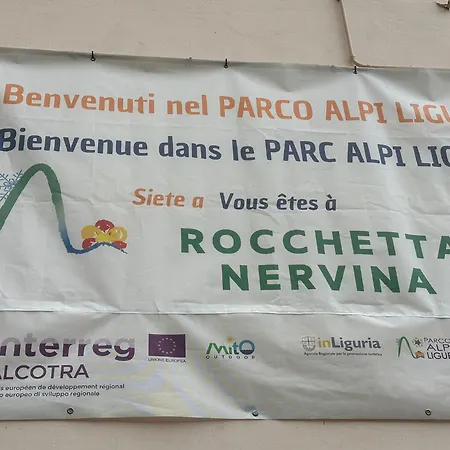 Benvenuti nel PARCO ALPI LIGU
Bienvenue dans le PARC ALPI LIG
Siete a Vous êtes à
ROCCHETTA
NERVINA
nterreg
ALCOTRA
UNIONE EUROPEA
MITO
OUTDOOR
inLiguria
Agenzia Regionale per la promozione turistica
PARCO
ALPI
LIGUR
s européen de développement régional
o europeo di sviluppo regionale